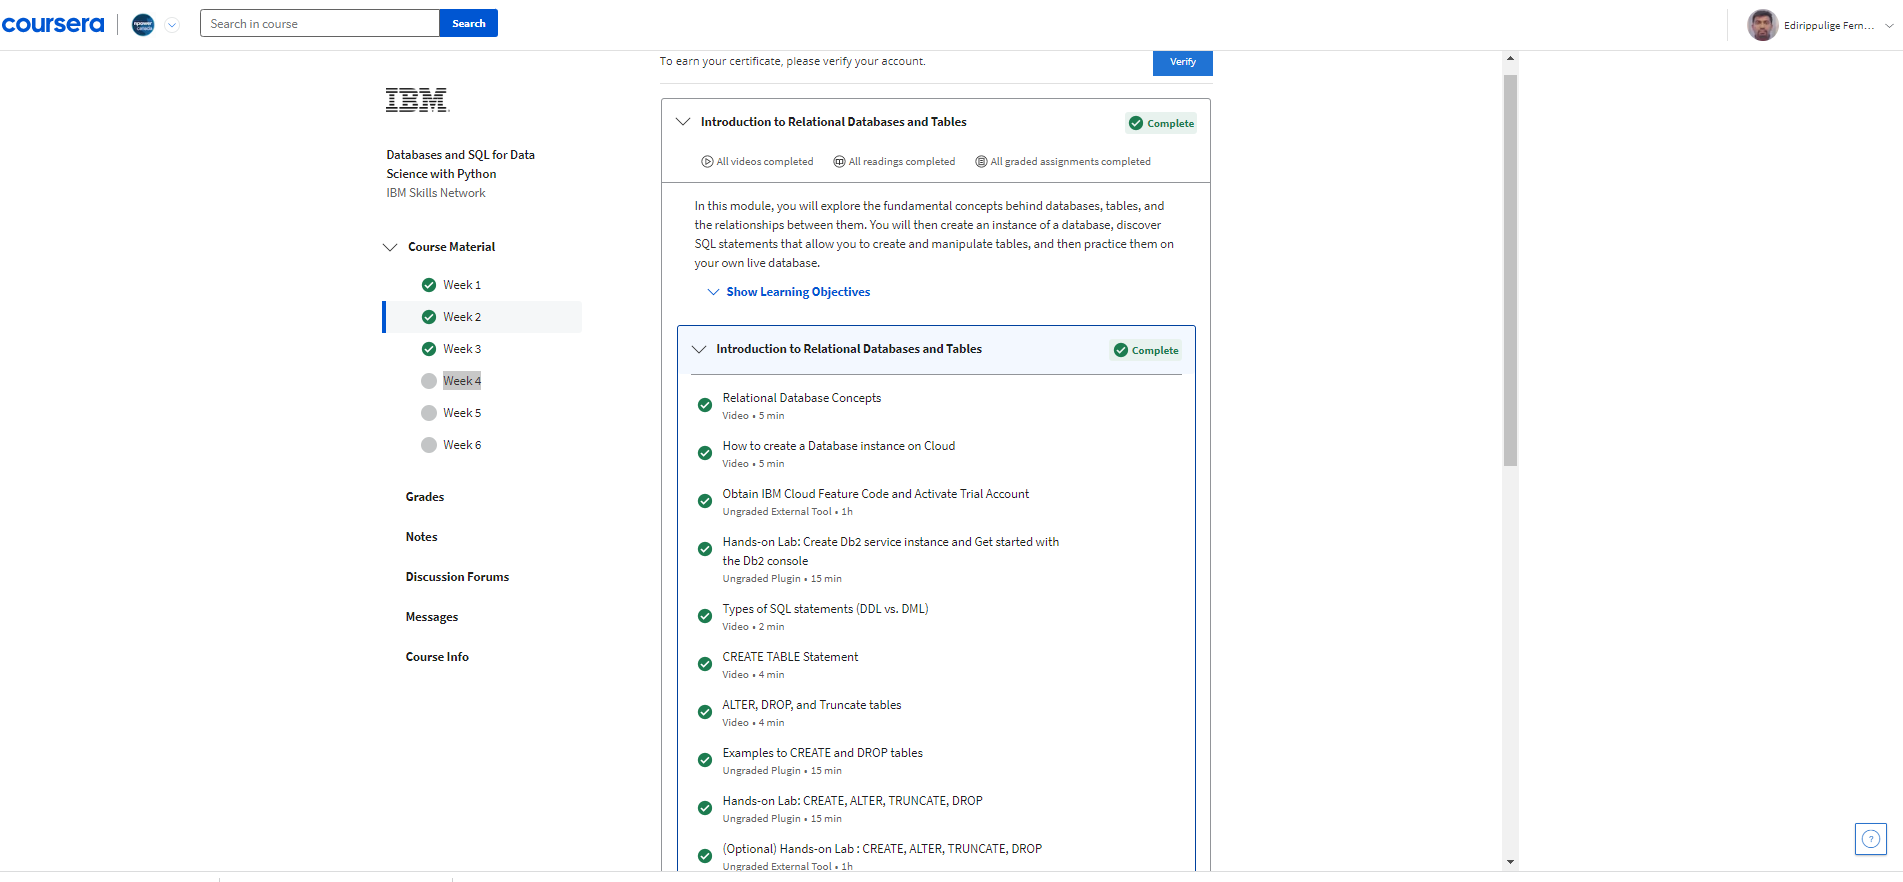 coursera
npower
canada
Search in course
Search
Edirippulige Fern...
To earn your certificate, please verify your account.
Verify
IBM
Databases and SQL for Data
Science with Python
IBM Skills Network
Course Material
Week 1
Week 2
Week 3
Week 4
Week 5
Week 6
Grades
Notes
Discussion Forums
Messages
Course Info
Introduction to Relational Databases and Tables
Complete
All videos completed
All readings completed
All graded assignments completed
In this module, you will explore the fundamental concepts behind databases, tables, and
the relationships between them. You will then create an instance of a database, discover
SQL statements that allow you to create and manipulate tables, and then practice them on
your own live database.
Show Learning Objectives
Introduction to Relational Databases and Tables
Complete
Relational Database Concepts
Video • 5 min
How to create a Database instance on Cloud
Video • 5 min
Obtain IBM Cloud Feature Code and Activate Trial Account
Ungraded External Tool • 1h
Hands-on Lab: Create Db2 service instance and Get started with
the Db2 console
Ungraded Plugin • 15 min
Types of SQL statements (DDL vs. DML)
Video • 2 min
CREATE TABLE Statement
Video • 4 min
ALTER, DROP, and Truncate tables
Video • 4 min
Examples to CREATE and DROP tables
Ungraded Plugin • 15 min
Hands-on Lab: CREATE, ALTER, TRUNCATE, DROP
Ungraded Plugin • 15 min
(Optional) Hands-on Lab : CREATE, ALTER, TRUNCATE, DROP
Ungraded External Tool • 1h
?